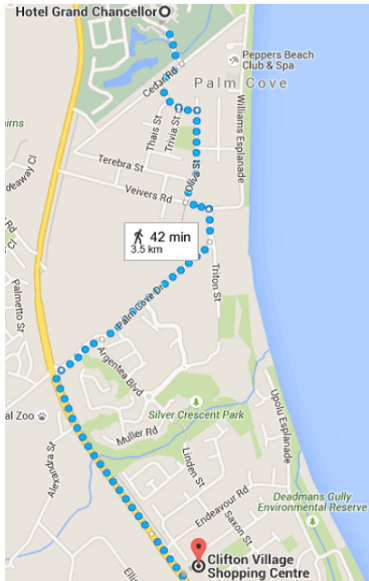 Hotel Grand Chancellor
Peppers Beach
Club & Spa
Palm Cove
Cedar Rd
Williams Esplanade
Thais St
Trivia St
Oliva St
Terebra St
Veivers Rd
42 min
3.5 km
Triton St
Palmetto St
Palm Cove Dr
Argentea Blvd
Silver Crescent Park
al Zoo
Muller Rd
Alexandra St
Linden St
Upolu Esplanade
Endeavour Rd
Saxon St
Deadmans Gully
Environmental Reserve
Clifton Village
Shopping Centre